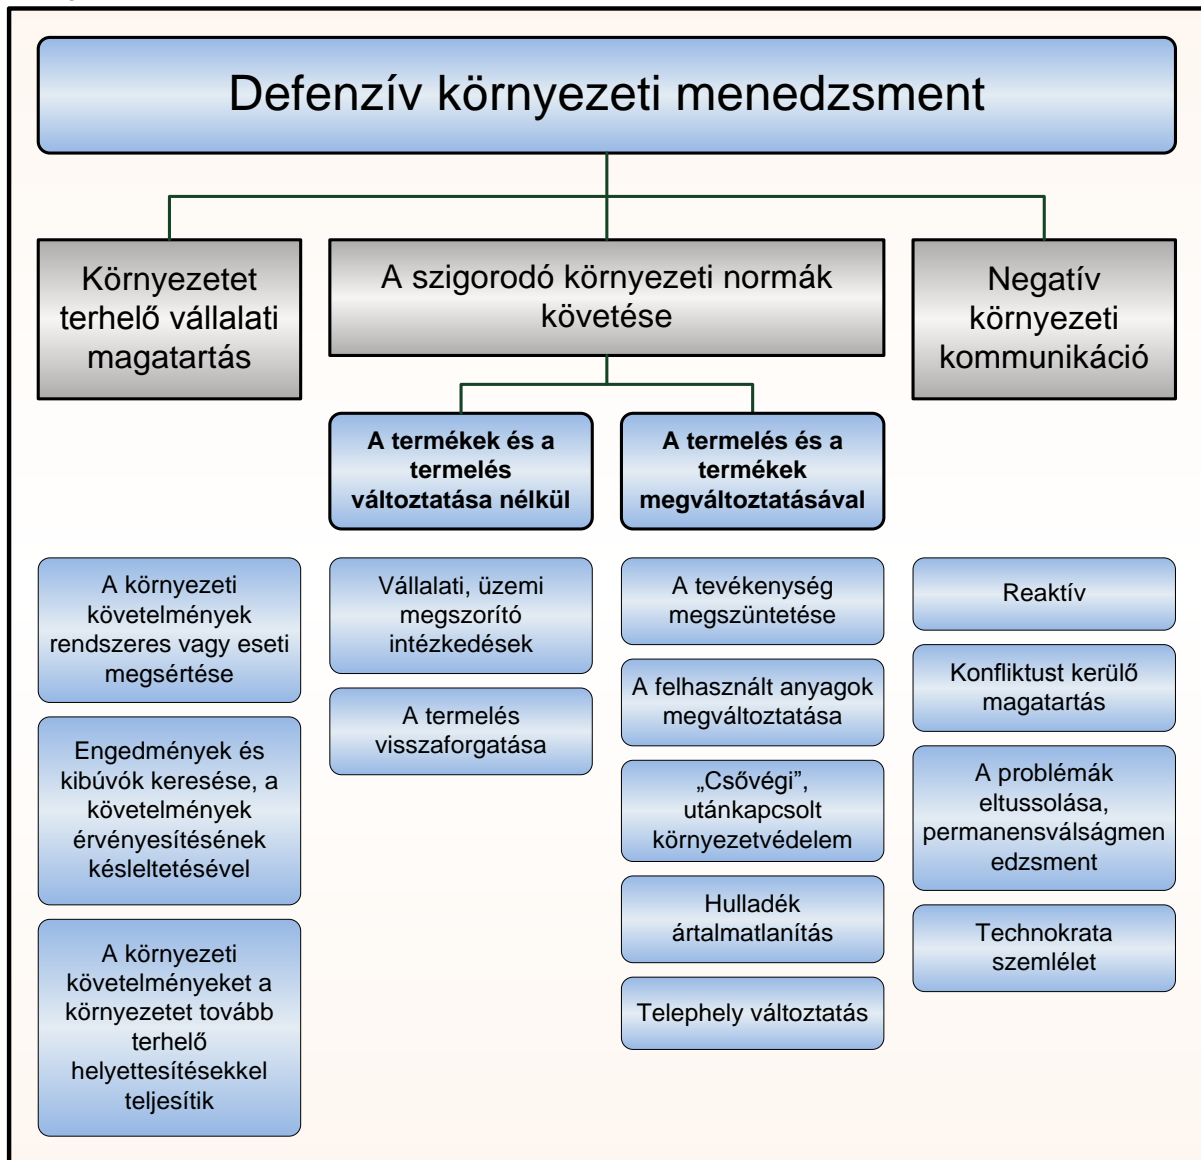 Defenzív környezeti menedzsment
Környezetet
terhelő vállalati
magatartás
A szigorodó környezeti normák
követése
Negatív
környezeti
kommunikáció
A termékek és a
termelés
változtatása nélkül
A termelés és a
termékek
megváltoztatásával
A környezeti
követelmények
rendszeres vagy eseti
megsértése
Engedmények és
kibúvók keresése, a
követelmények
érvényesítésének
késleltetésével
A környezeti
követelményeket a
környezetet tovább
terhelő
helyettesítésekkel
teljesítik
Vállalati, üzemi
megszorító
intézkedések
A termelés
visszaforgatása
A tevékenység
megszüntetése
A felhasznált anyagok
megváltoztatása
„Csővégi”,
utánkapcsolt
környezetvédelem
Hulladék
ártalmatlanítás
Telephely változtatás
Reaktív
Konfliktust kerülő
magatartás
A problémák
eltussolása,
permanensválságmen
edzsment
Technokrata
szemlélet